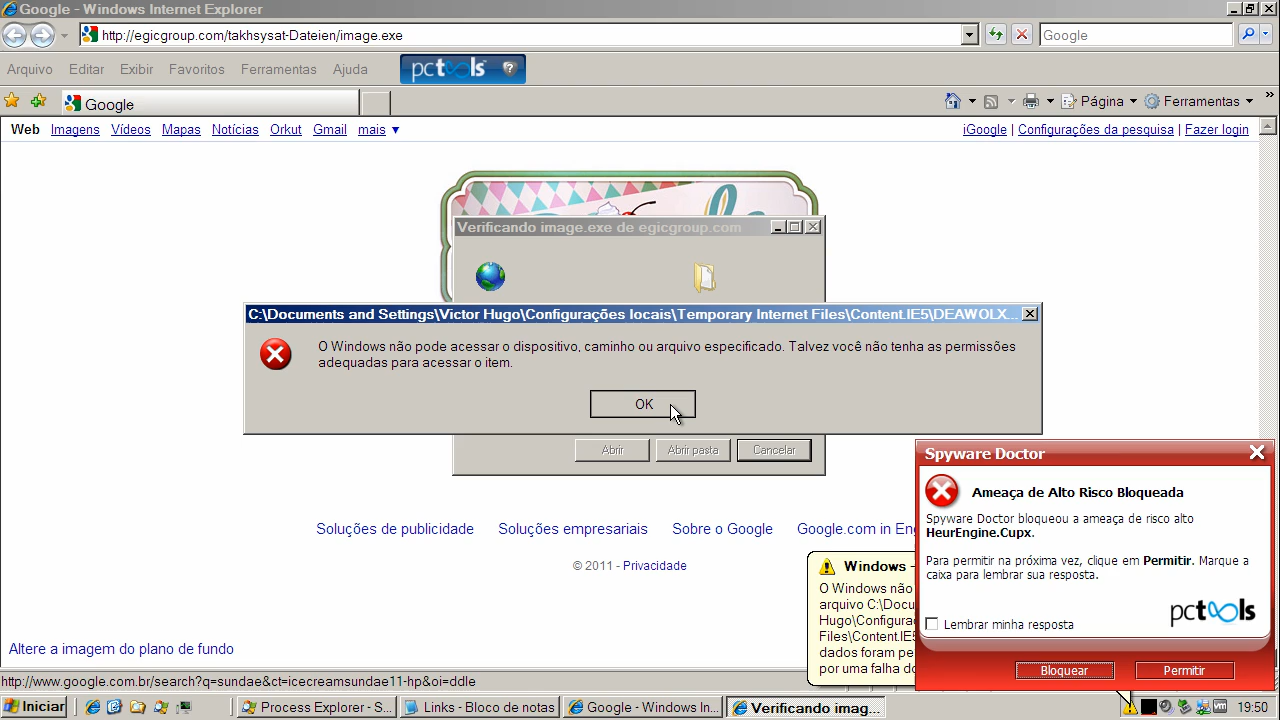 Google - Windows Internet Explorer
http://egicgroup.com/takhsysat-Dateien/image.exe
Google
Arquivo Editar Exibir Favoritos Ferramentas Ajuda
pctools ?
Google
Página Ferramentas »
Web Imagens Vídeos Mapas Notícias Orkut Gmail mais ▼
iGoogle | Configurações da pesquisa | Fazer login
Verificando image.exe de egicgroup.com
C:\Documents and Settings\Victor Hugo\Configurações locais\Temporary Internet Files\Content.IE5\DEAWOLX...
O Windows não pode acessar o dispositivo, caminho ou arquivo especificado. Talvez você não tenha as permissões
adequadas para acessar o item.
OK
Abrir Abrir pasta Cancelar
Soluções de publicidade Soluções empresariais Sobre o Google Google.com in
© 2011 - Privacidade
Altere a imagem do plano de fundo
Windows -
O Windows não
arquivo C:\Docu
Hugo\Configuraç
Files\Content.IE5
dados foram pe
por uma falha do
Spyware Doctor
Ameaça de Alto Risco Bloqueada
Spyware Doctor bloqueou a ameaça de risco alto
HeurEngine.Cupx.
Para permitir na próxima vez, clique em Permitir. Marque a
caixa para lembrar sua resposta.
pctools
Lembrar minha resposta
Bloquear Permitir
http://www.google.com.br/search?q=sundae&ct=icecreamsundae11-hp&oi=ddle
Iniciar
Process Explorer - S...
Links - Bloco de notas
Google - Windows In...
Verificando imag...
19:50